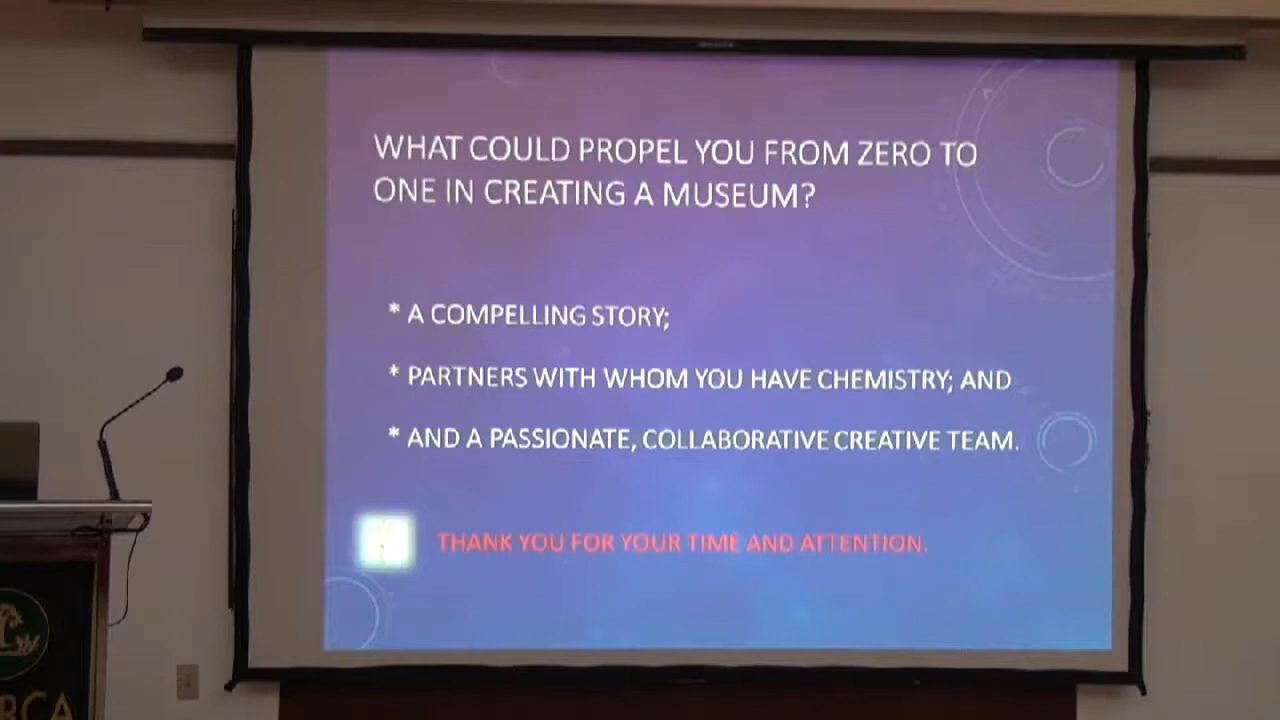 WHAT COULD PROPEL YOU FROM ZERO TO
ONE IN CREATING A MUSEUM?
* A COMPELLING STORY;
* PARTNERS WITH WHOM YOU HAVE CHEMISTRY; AND
* AND A PASSIONATE, COLLABORATIVE CREATIVE TEAM.
THANK YOU FOR YOUR TIME AND ATTENTION.
RCA